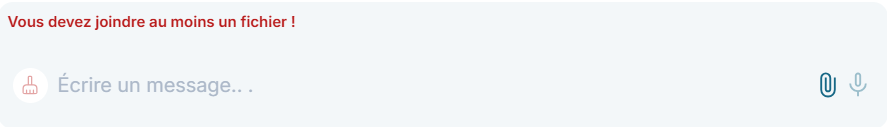 Vous devez joindre au moins un fichier !
Écrire un message.. .